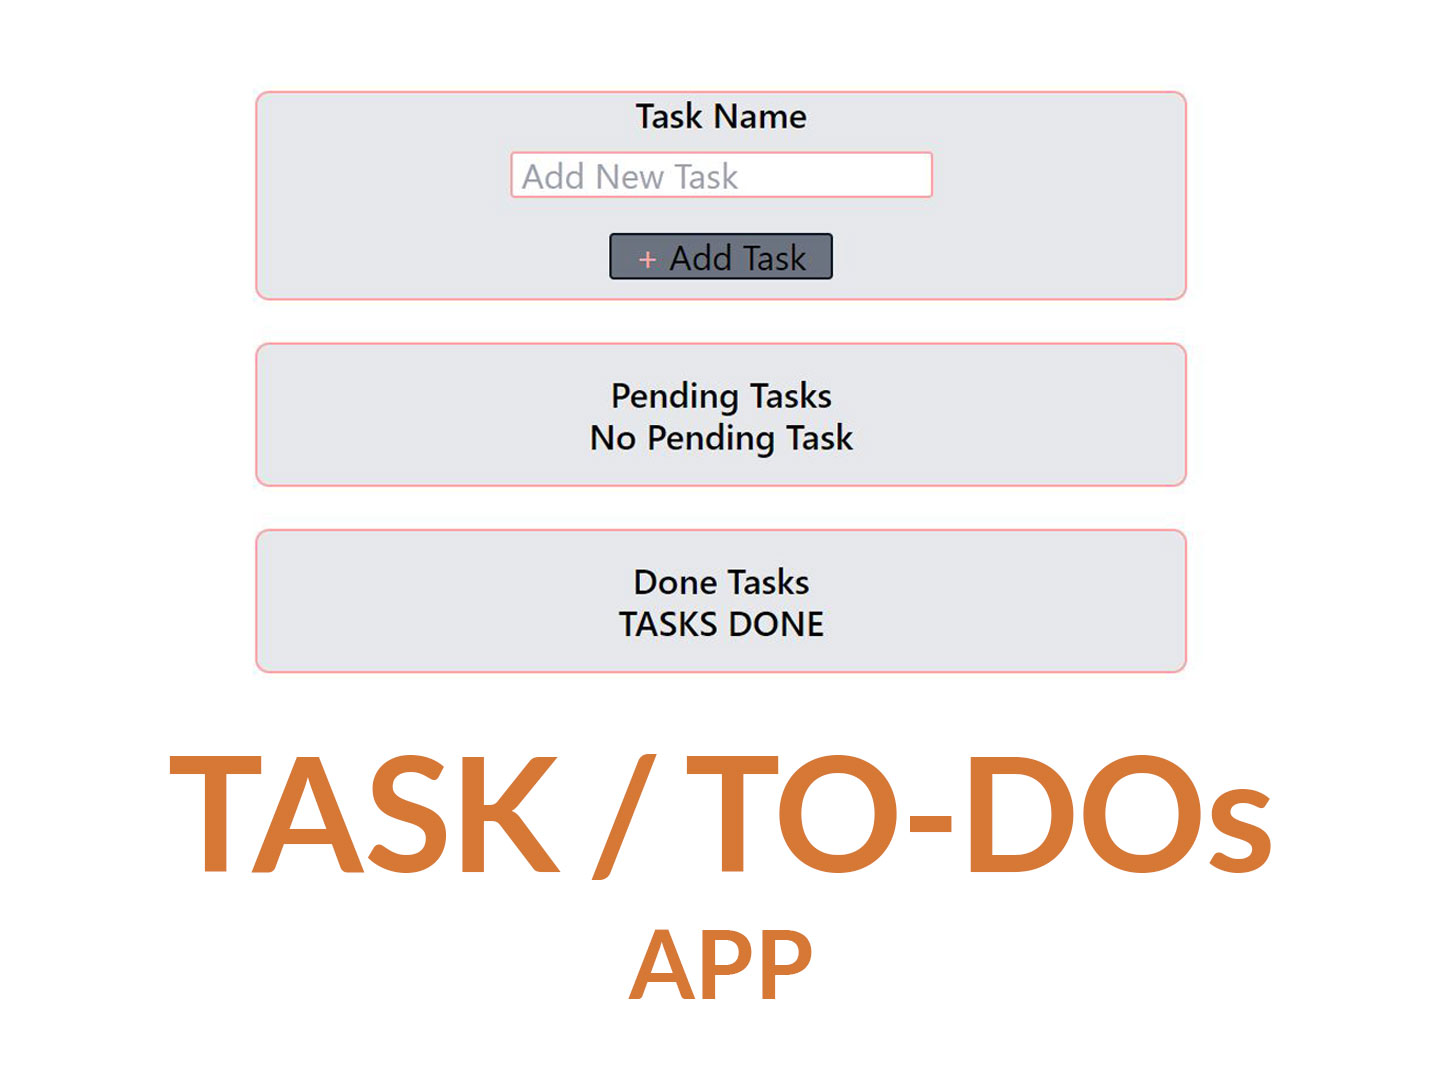 Task Name
Add New Task
+ Add Task
Pending Tasks
No Pending Task
Done Tasks
TASKS DONE
TASK / TO-DOs
APP